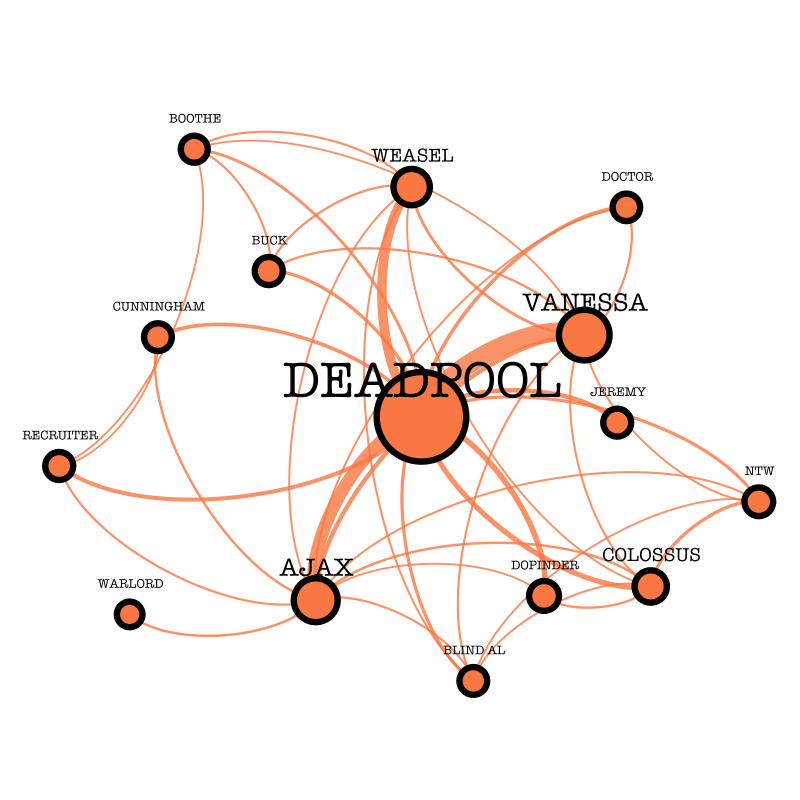 BOOTHE
WEASEL
DOCTOR
BUCK
VANESSA
CUNNINGHAM
DEADPOOL
JEREMY
RECRUITER
NTW
COLOSSUS
AJAX
DOPINDER
WARLORD
BLIND AL